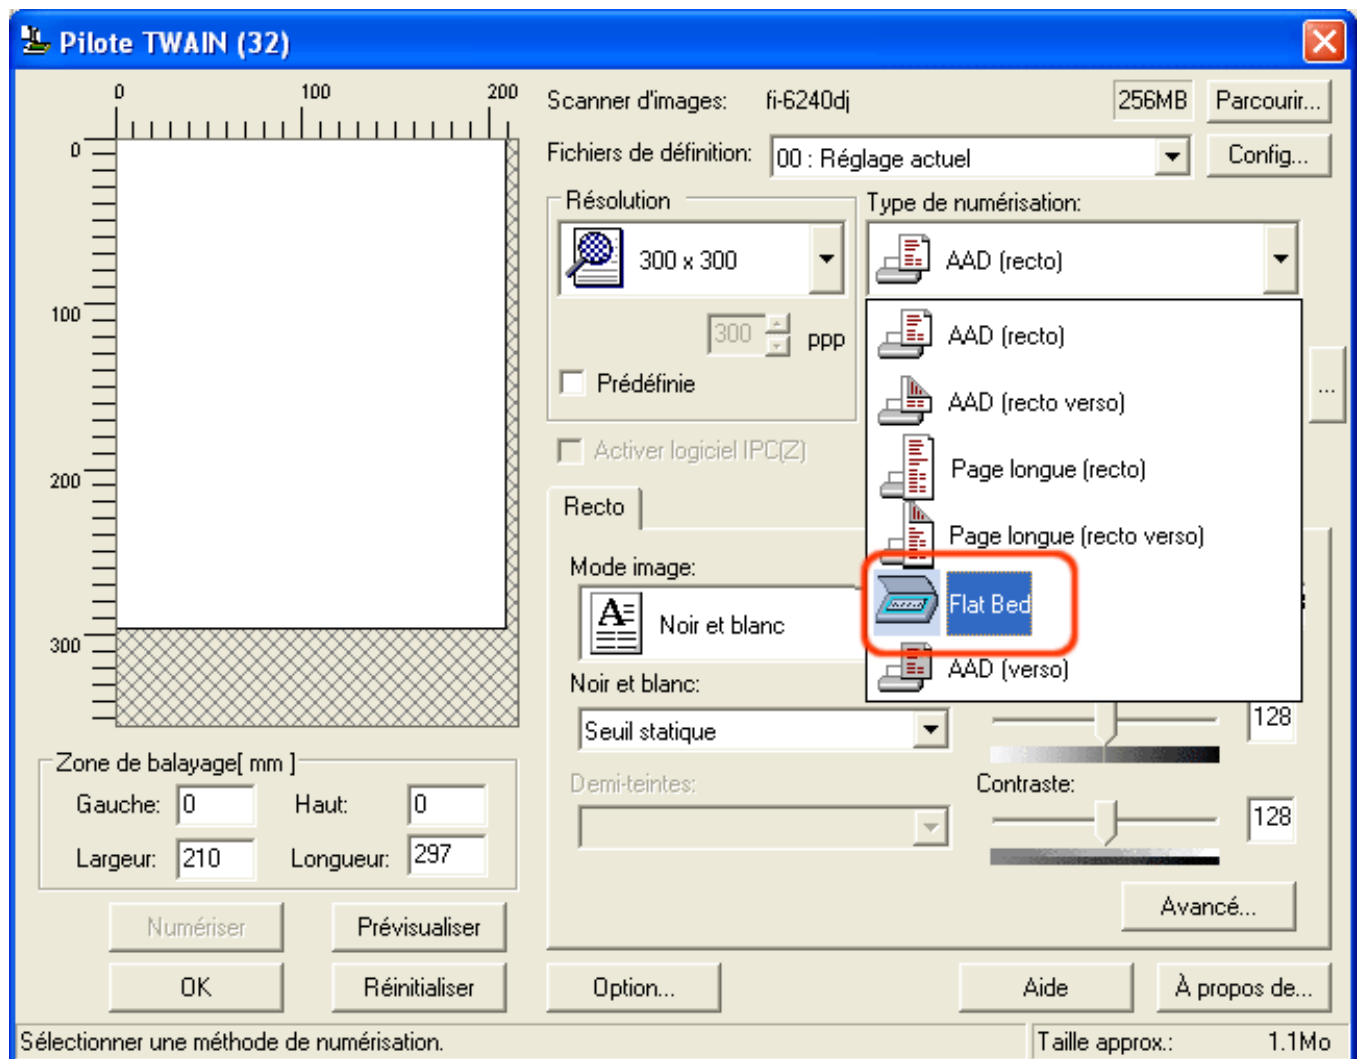 Pilote TWAIN (32)
0 100 200
0
100
200
300
Scanner d'images: fi-6240dj 256MB Parcourir...
Fichiers de définition: 00 : Réglage actuel Config...
Résolution
300 x 300
300 ppp
Prédéfinie
Type de numérisation:
AAD (recto)
AAD (recto)
AAD (recto verso)
Page longue (recto)
Page longue (recto verso)
Flat Bed
AAD (verso)
...
Activer logiciel IPC(Z)
Recto
Mode image:
Noir et blanc
Noir et blanc:
Seuil statique
128
Demi-teintes:
Contraste:
128
Avancé...
Zone de balayage[ mm ]
Gauche: 0 Haut: 0
Largeur: 210 Longueur: 297
Numériser Prévisualiser
OK Réinitialiser Option... Aide À propos de...
Sélectionner une méthode de numérisation. Taille approx.: 1.1Mo